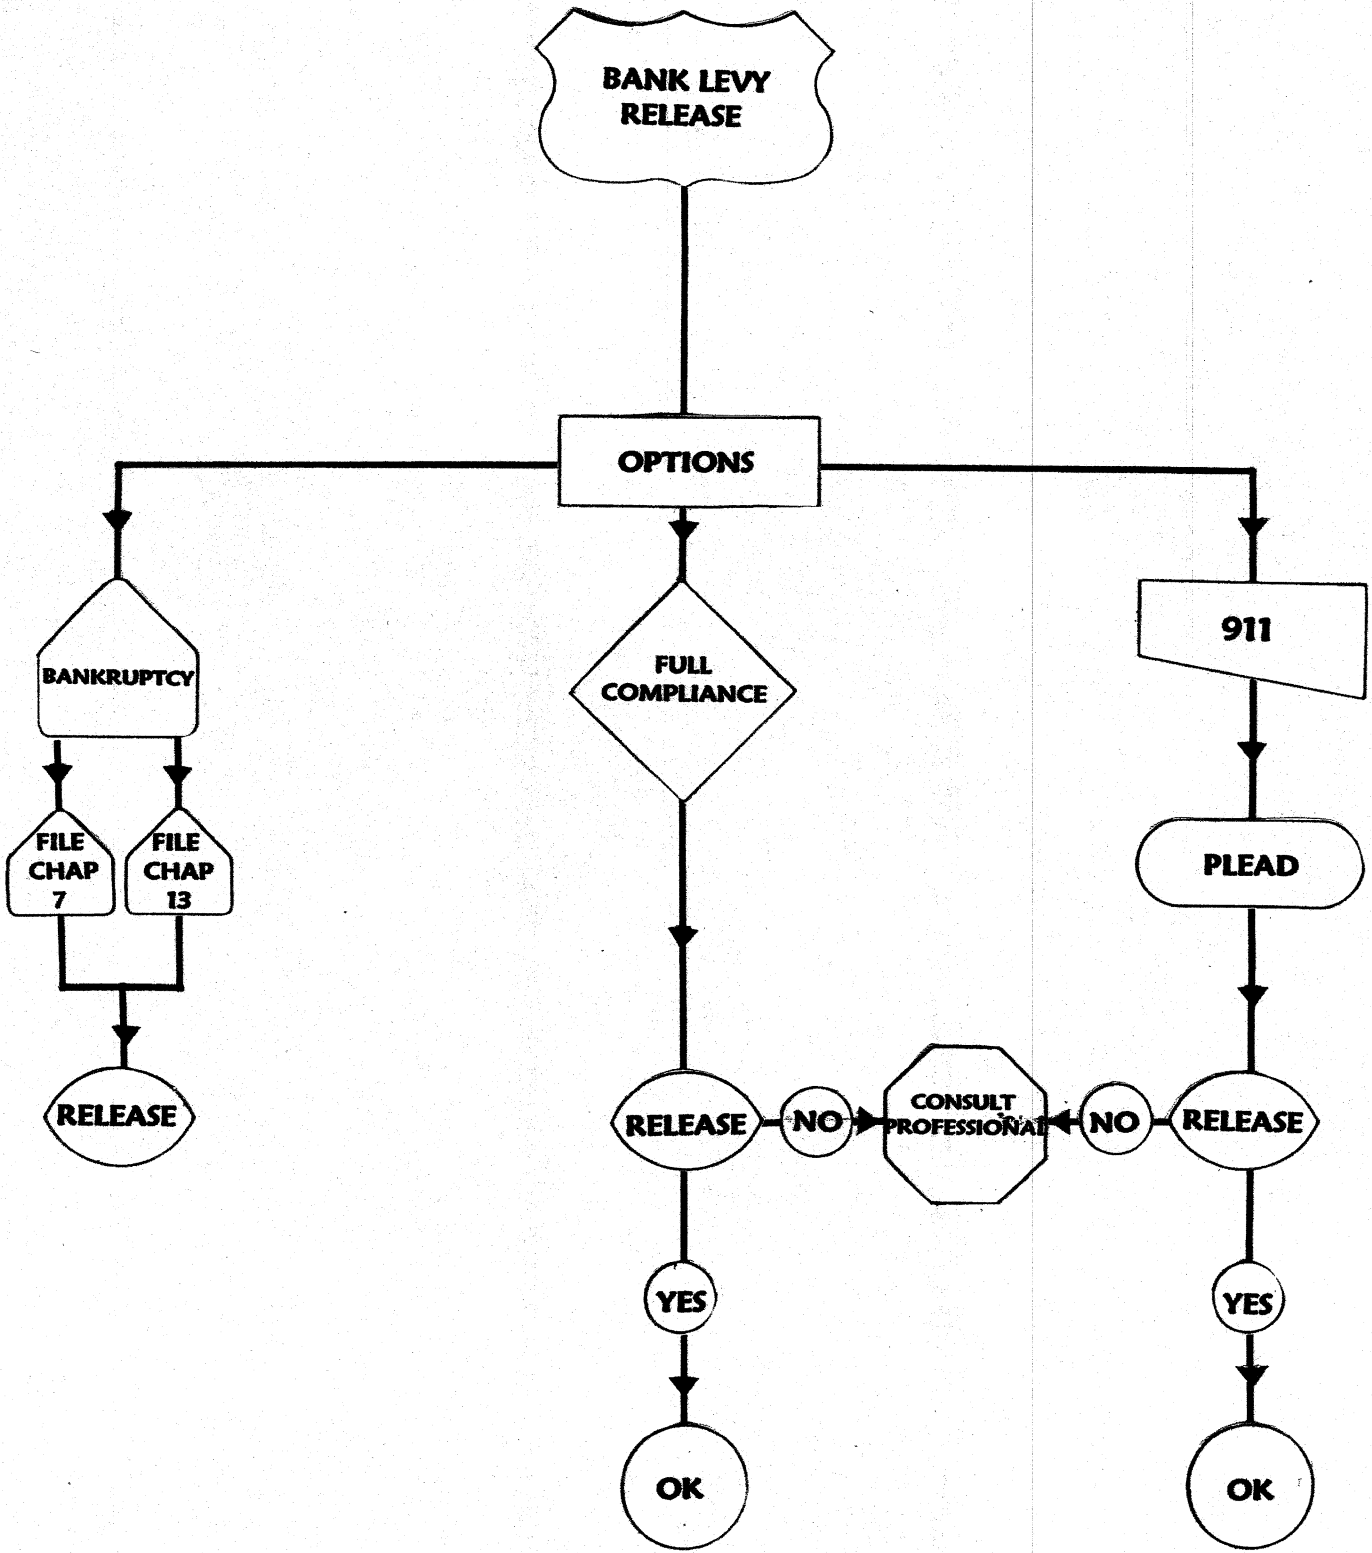 BANK LEVY
RELEASE
OPTIONS
BANKRUPTCY
FULL
COMPLIANCE
911
FILE
CHAP
7
FILE
CHAP
13
PLEAD
RELEASE
RELEASE
NO
CONSULT
PROFESSIONAL
NO
RELEASE
YES
YES
OK
OK